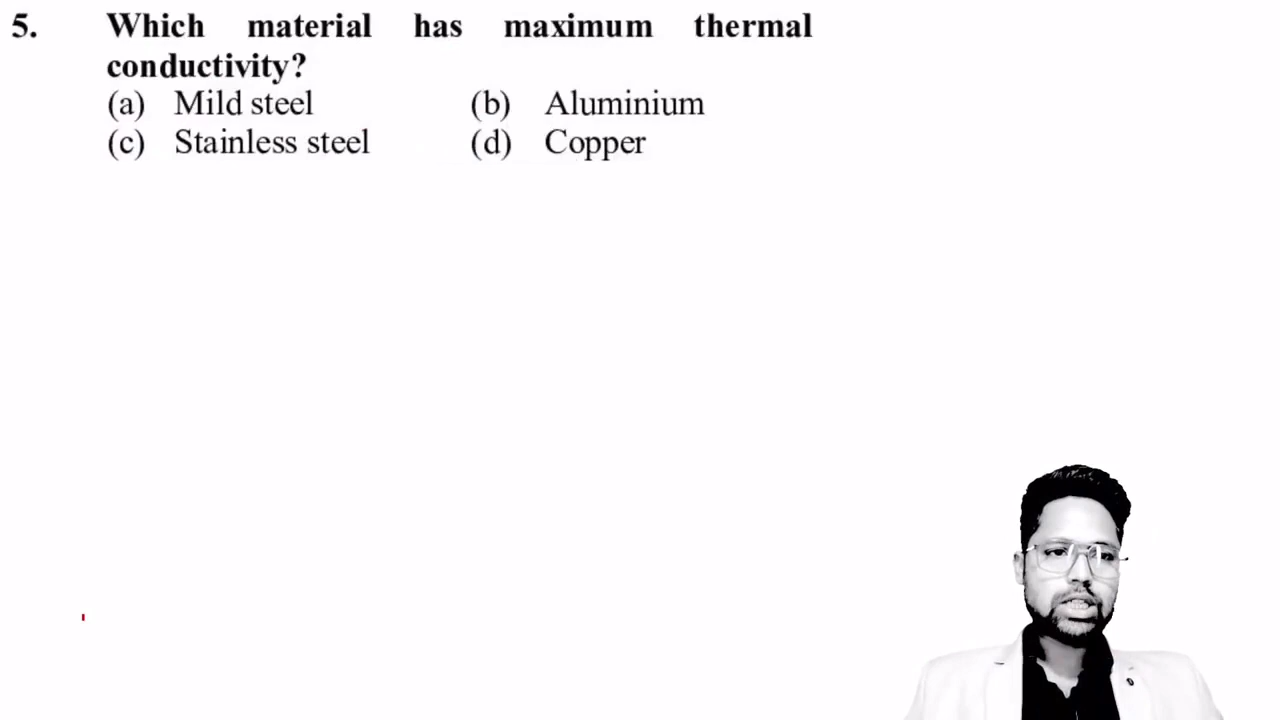 5. Which material has maximum thermal
conductivity?
(a) Mild steel (b) Aluminium
(c) Stainless steel (d) Copper